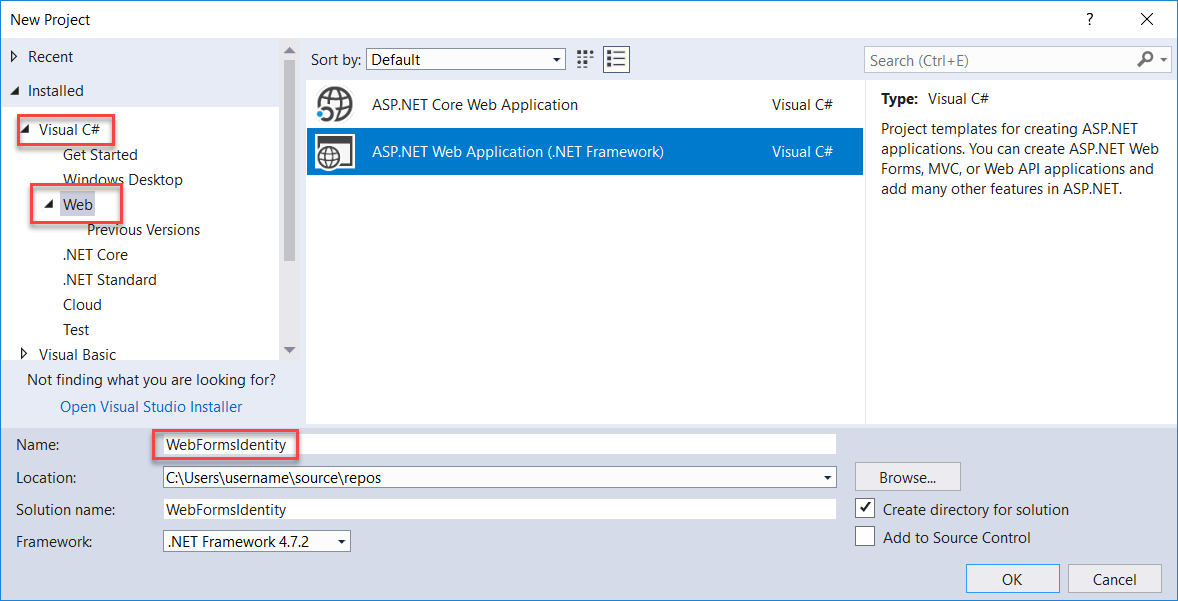 New Project
?
Recent
Installed
Visual C#
Get Started
Windows Desktop
Web
Previous Versions
.NET Core
.NET Standard
Cloud
Test
Visual Basic
Not finding what you are looking for?
Open Visual Studio Installer
Sort by: Default
ASP.NET Core Web Application Visual C#
ASP.NET Web Application (.NET Framework) Visual C#
Search (Ctrl+E)
Type: Visual C#
Project templates for creating ASP.NET
applications. You can create ASP.NET Web
Forms, MVC, or Web API applications and
add many other features in ASP.NET.
Name: WebFormsIdentity
Location: C:\Users\username\source\repos
Browse...
Solution name: WebFormsIdentity
Create directory for solution
Framework: .NET Framework 4.7.2
Add to Source Control
OK Cancel